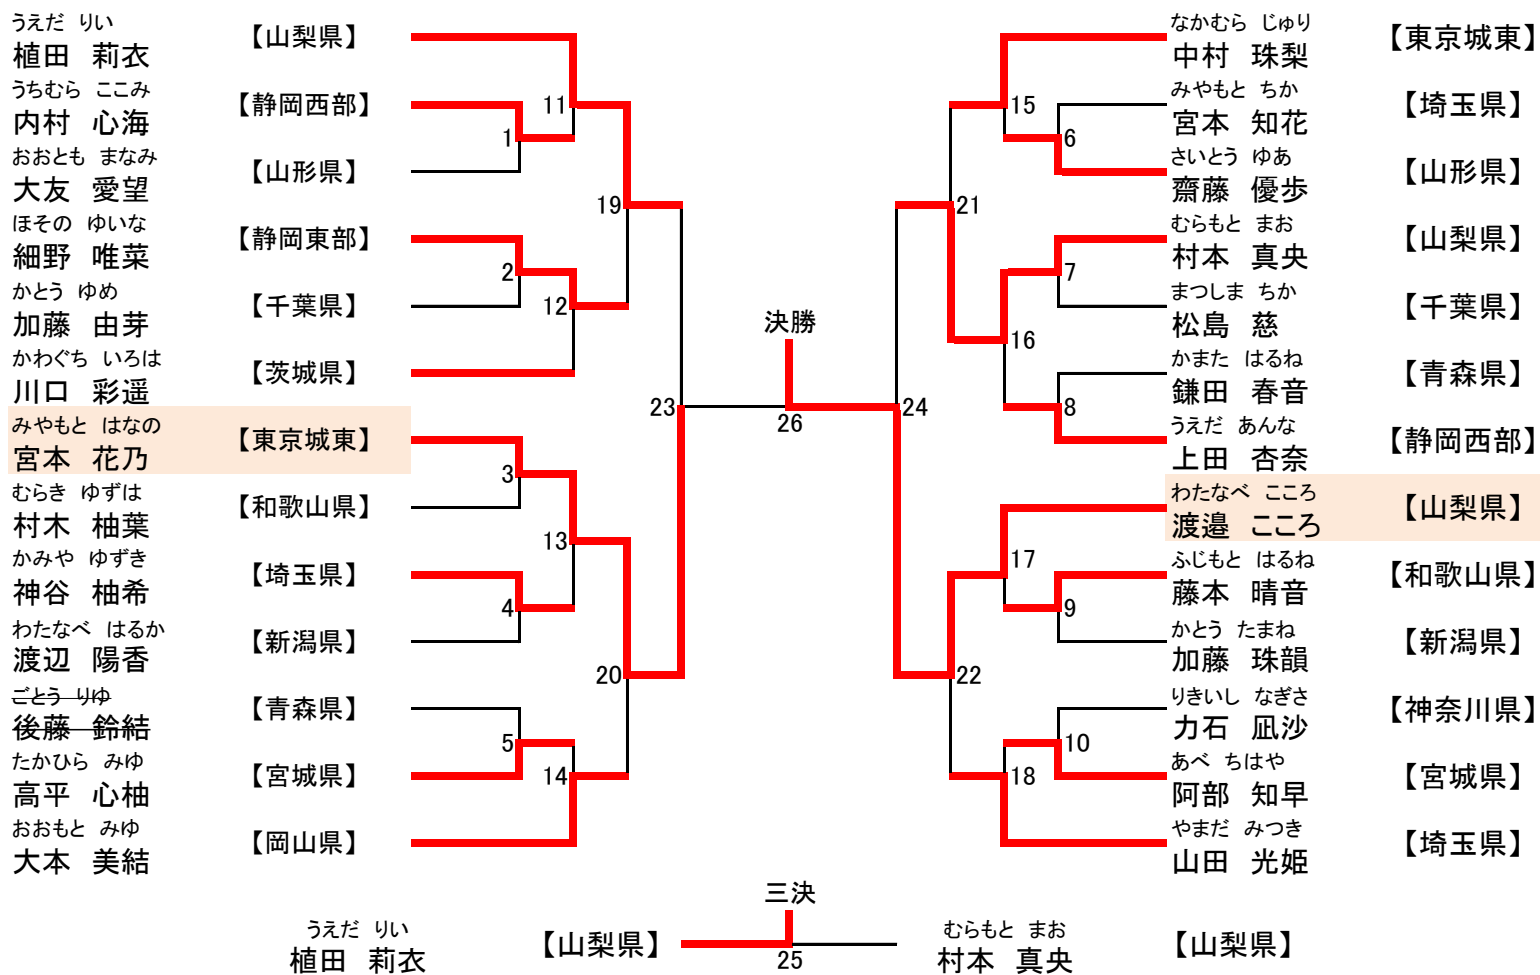 うえだ りい
植田 莉衣 【山梨県】
うちむら ここみ
内村 心海 【静岡西部】
おおとも まなみ
大友 愛望 【山形県】
ほその ゆいな
細野 唯菜 【静岡東部】
かとう ゆめ
加藤 由芽 【千葉県】
かわぐち いろは
川口 彩遥 【茨城県】
みやもと はなの
宮本 花乃 【東京城東】
むらき ゆずは
村木 柚葉 【和歌山県】
かみや ゆずき
神谷 柚希 【埼玉県】
わたなべ はるか
渡辺 陽香 【新潟県】
ごとう りゆ
後藤 鈴結 【青森県】
たかひら みゆ
高平 心柚 【宮城県】
おおもと みゆ
大本 美結 【岡山県】
1
2
3
4
5
11
12
13
14
19
20
23
決勝
26
24
21
22
15
16
17
18
6
7
8
9
10
なかむら じゅり
中村 珠梨 【東京城東】
みやもと ちか
宮本 知花 【埼玉県】
さいとう ゆあ
齋藤 優歩 【山形県】
むらもと まお
村本 真央 【山梨県】
まつしま ちか
松島 慈 【千葉県】
かまた はるね
鎌田 春音 【青森県】
うえだ あんな
上田 杏奈 【静岡西部】
わたなべ こころ
渡邉 こころ 【山梨県】
ふじもと はるね
藤本 晴音 【和歌山県】
かとう たまね
加藤 珠韻 【新潟県】
りきいし なぎさ
力石 凪沙 【神奈川県】
あべ ちはや
阿部 知早 【宮城県】
やまだ みつき
山田 光姫 【埼玉県】
三決
うえだ りい
植田 莉衣 【山梨県】
25
むらもと まお
村本 真央 【山梨県】